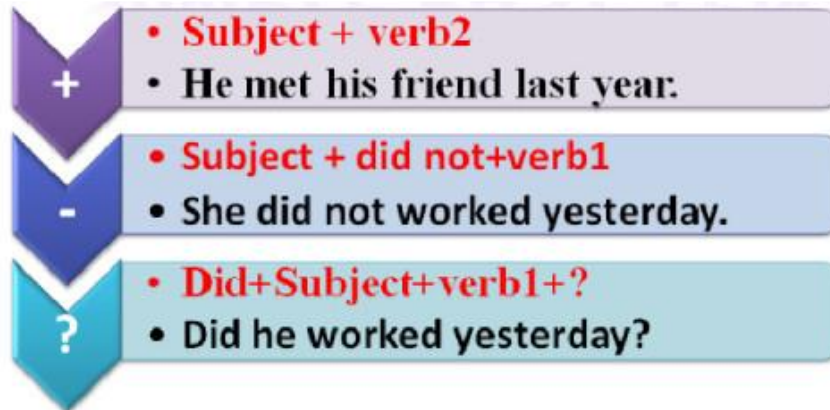 +
• Subject + verb2
• He met his friend last year.
-
• Subject + did not+verb1
• She did not worked yesterday.
?
• Did+Subject+verb1+?
• Did he worked yesterday?